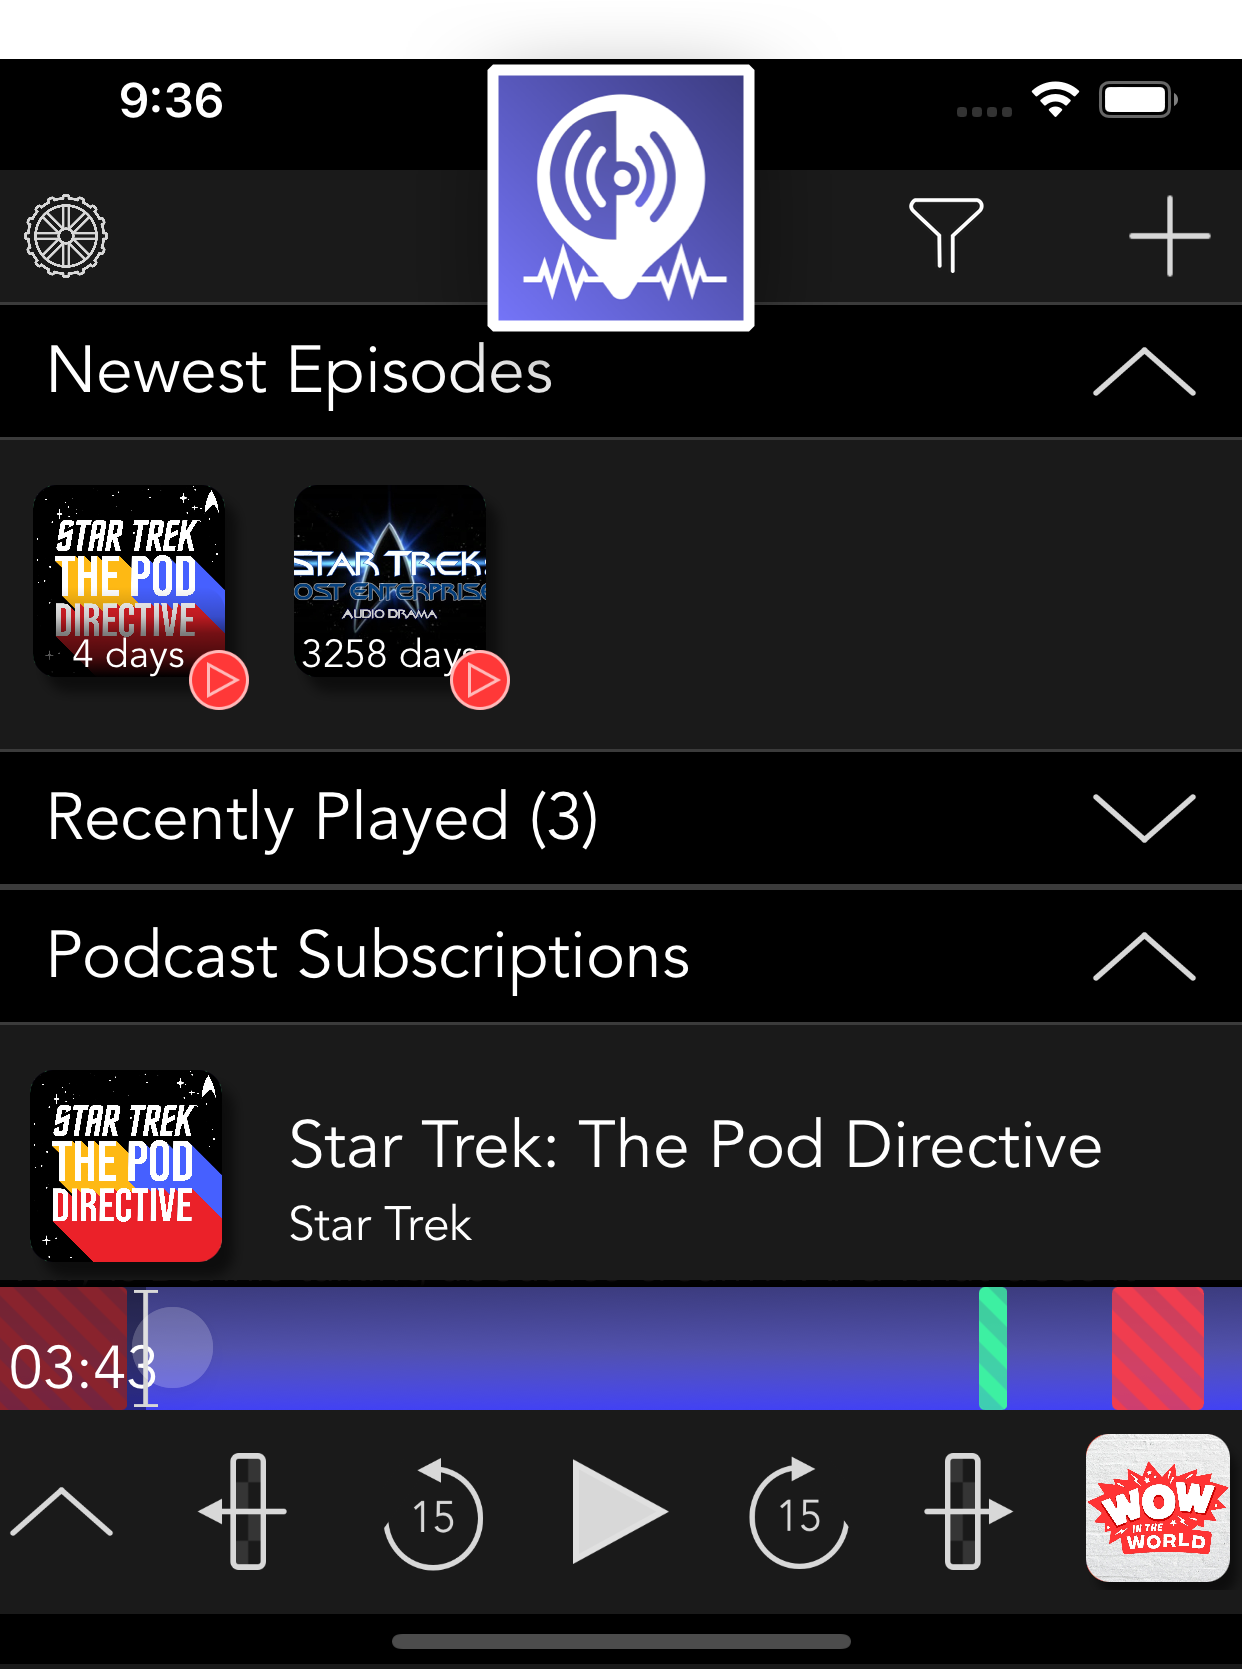 9:36
Newest Episodes
STAR TREK
THE POD
DIRECTIVE
4 days
STAR TREK
OST ENTERPRISE
AUDIO DRAMA
3258 days
Recently Played (3)
Podcast Subscriptions
STAR TREK
THE POD
DIRECTIVE
Star Trek: The Pod Directive
Star Trek
03:43
15
15
WOW
IN THE
WORLD